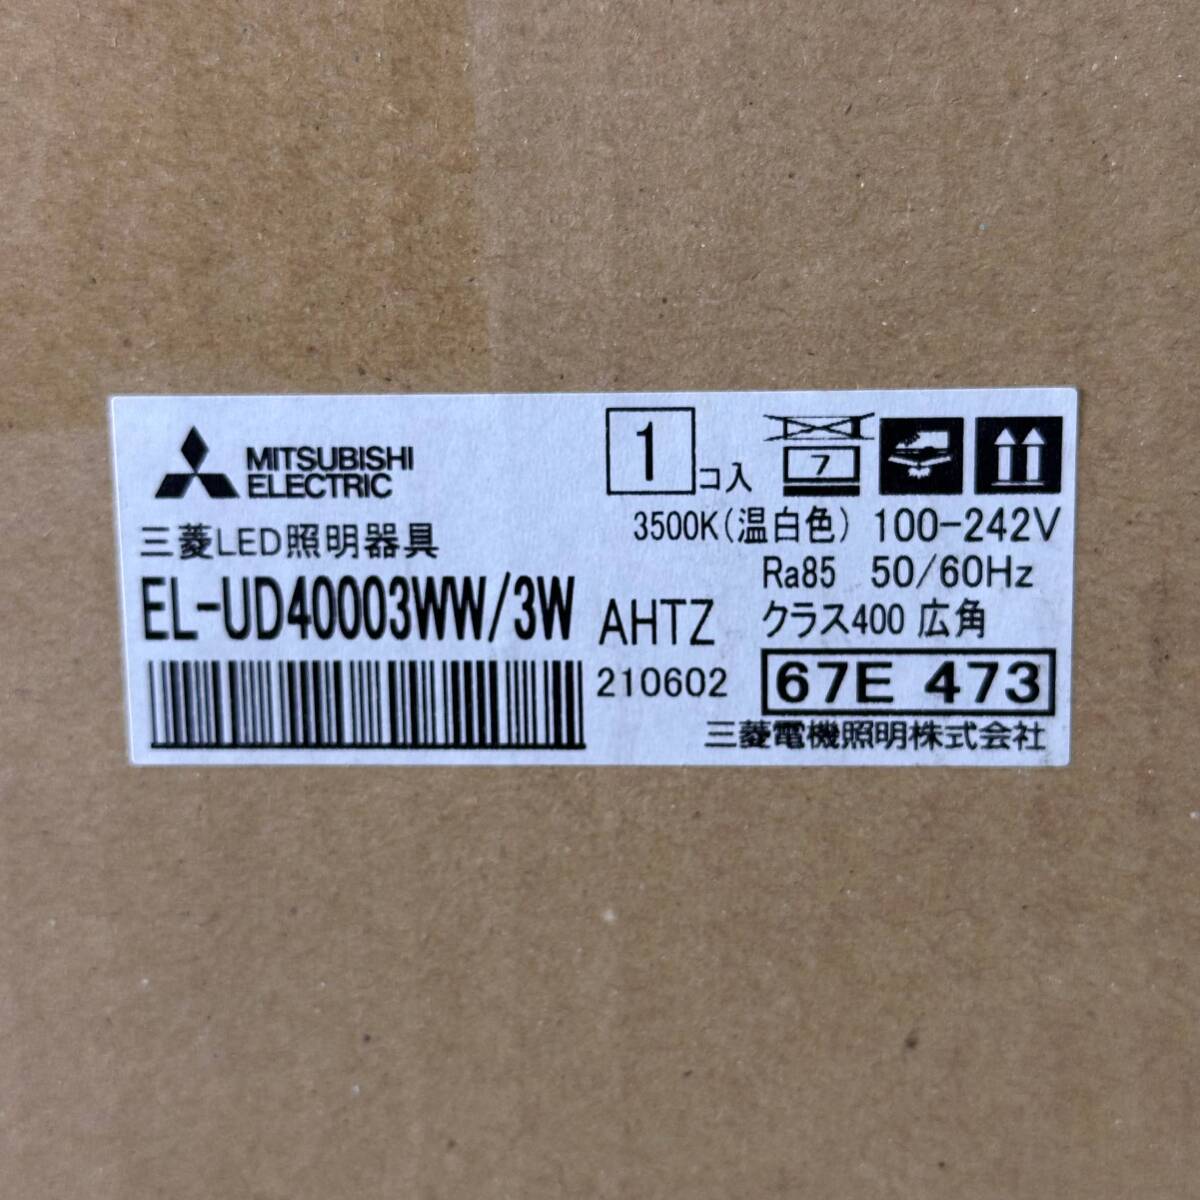 MITSUBISHI
ELECTRIC
1 コ入
7
三菱LED照明器具
3500K(温白色) 100-242V
EL-UD40003WW/3W AHTZ
Ra85 50/60Hz
クラス400 広角
210602
67E 473
三菱電機照明株式会社